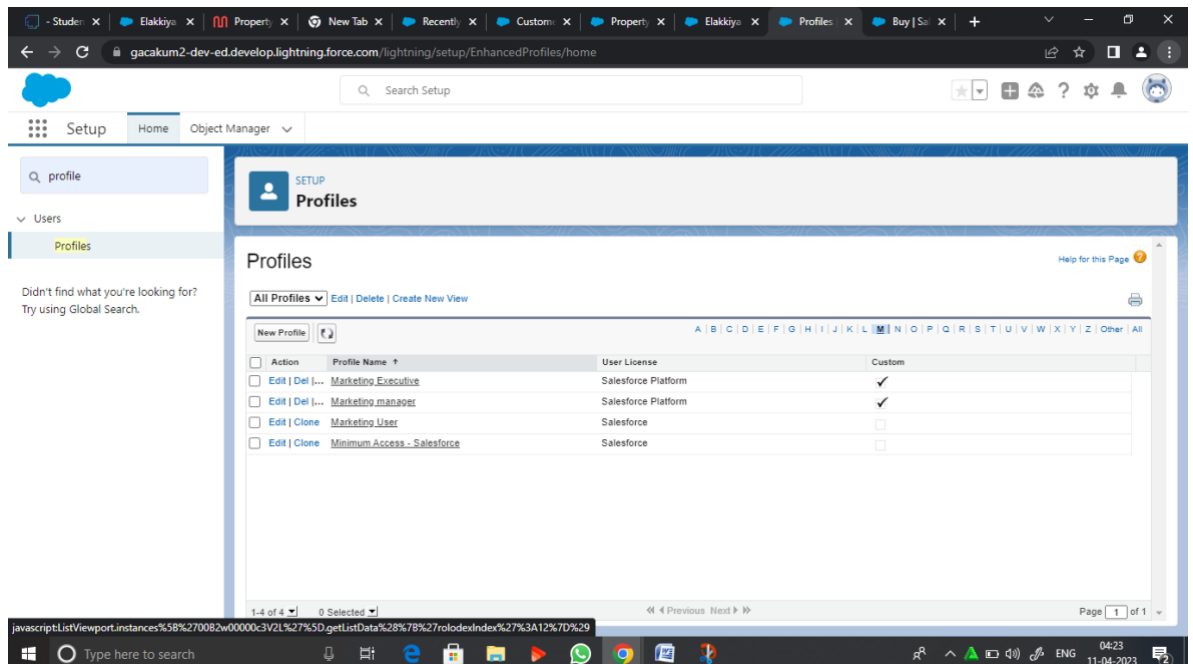 - Studen
Elakkiya
Property
New Tab
Recently
Custome
Property
Elakkiya
Profiles
Buy | Sal
gacakum2-dev-ed.develop.lightning.force.com/lightning/setup/EnhancedProfiles/home
Search Setup
Setup
Home
Object Manager
profile
Users
Profiles
Didn't find what you're looking for?
Try using Global Search.
SETUP
Profiles
Profiles
Help for this Page
All Profiles Edit | Delete | Create New View
New Profile
A | B | C | D | E | F | G | H | I | J | K | L | M | N | O | P | Q | R | S | T | U | V | W | X | Y | Z | Other | All
Action Profile Name ↑ User License Custom
Edit | Del |... Marketing Executive Salesforce Platform ✓
Edit | Del |... Marketing manager Salesforce Platform ✓
Edit | Clone Marketing User Salesforce
Edit | Clone Minimum Access - Salesforce Salesforce
1-4 of 4 0 Selected Previous Next Page 1 of 1
javascript:ListViewport.instances%5B%270082w00000c3V2L%27%5D.getListData%28%7B%27rolodexIndex%27%3A12%7D%29
Type here to search
ENG
04:23
11-04-2023